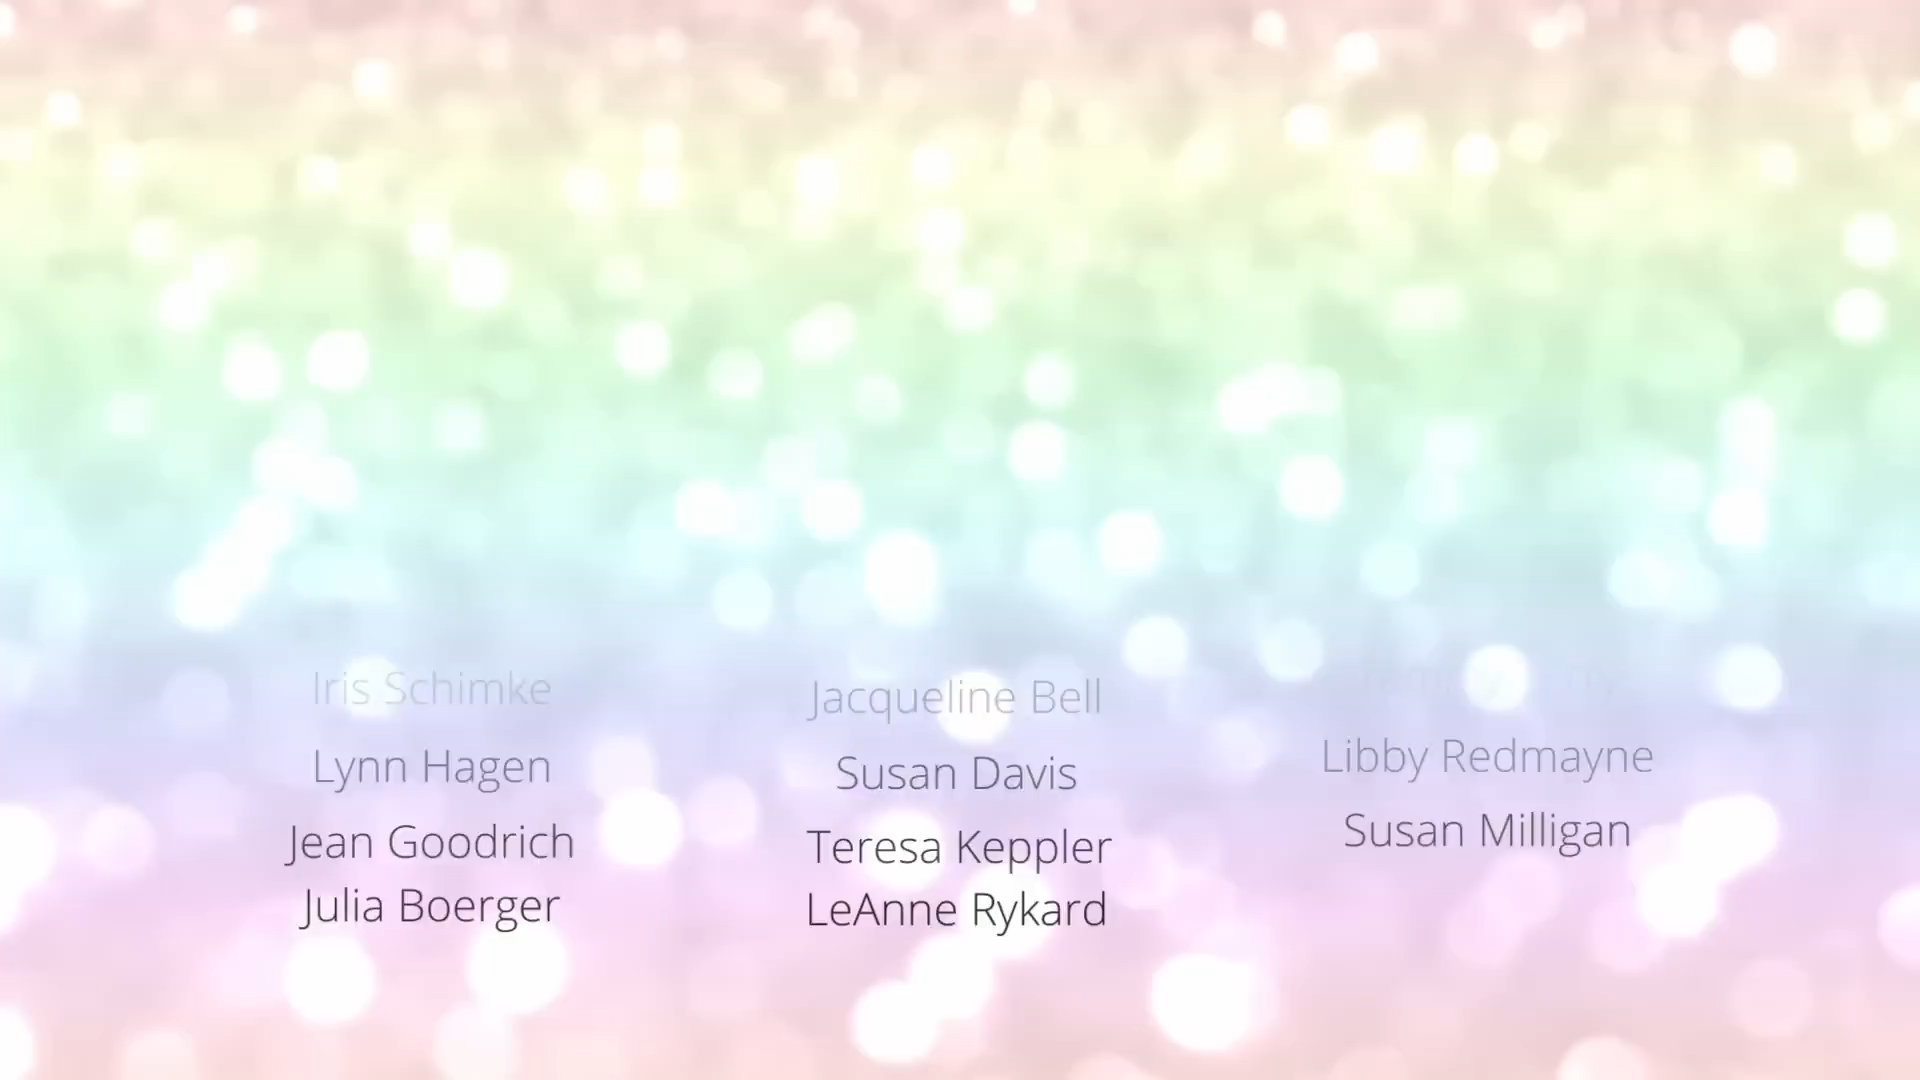 Iris Schimke
Lynn Hagen
Jean Goodrich
Julia Boerger
Jacqueline Bell
Susan Davis
Teresa Keppler
LeAnne Rykard
Libby Redmayne
Susan Milligan